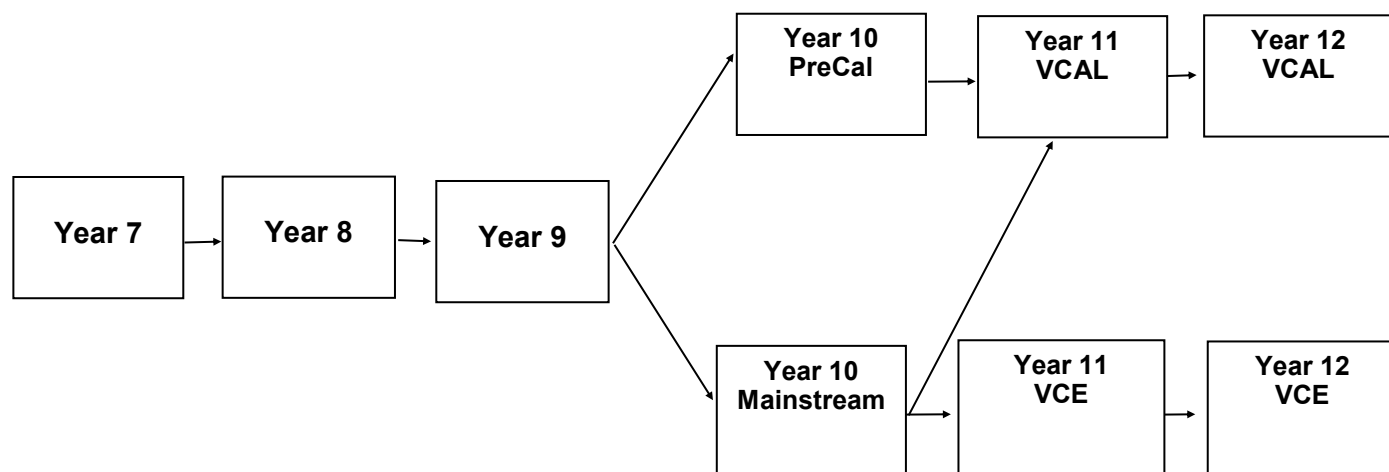 Year 10
PreCal
Year 11
VCAL
Year 12
VCAL
Year 7
Year 8
Year 9
Year 10
Mainstream
Year 11
VCE
Year 12
VCE